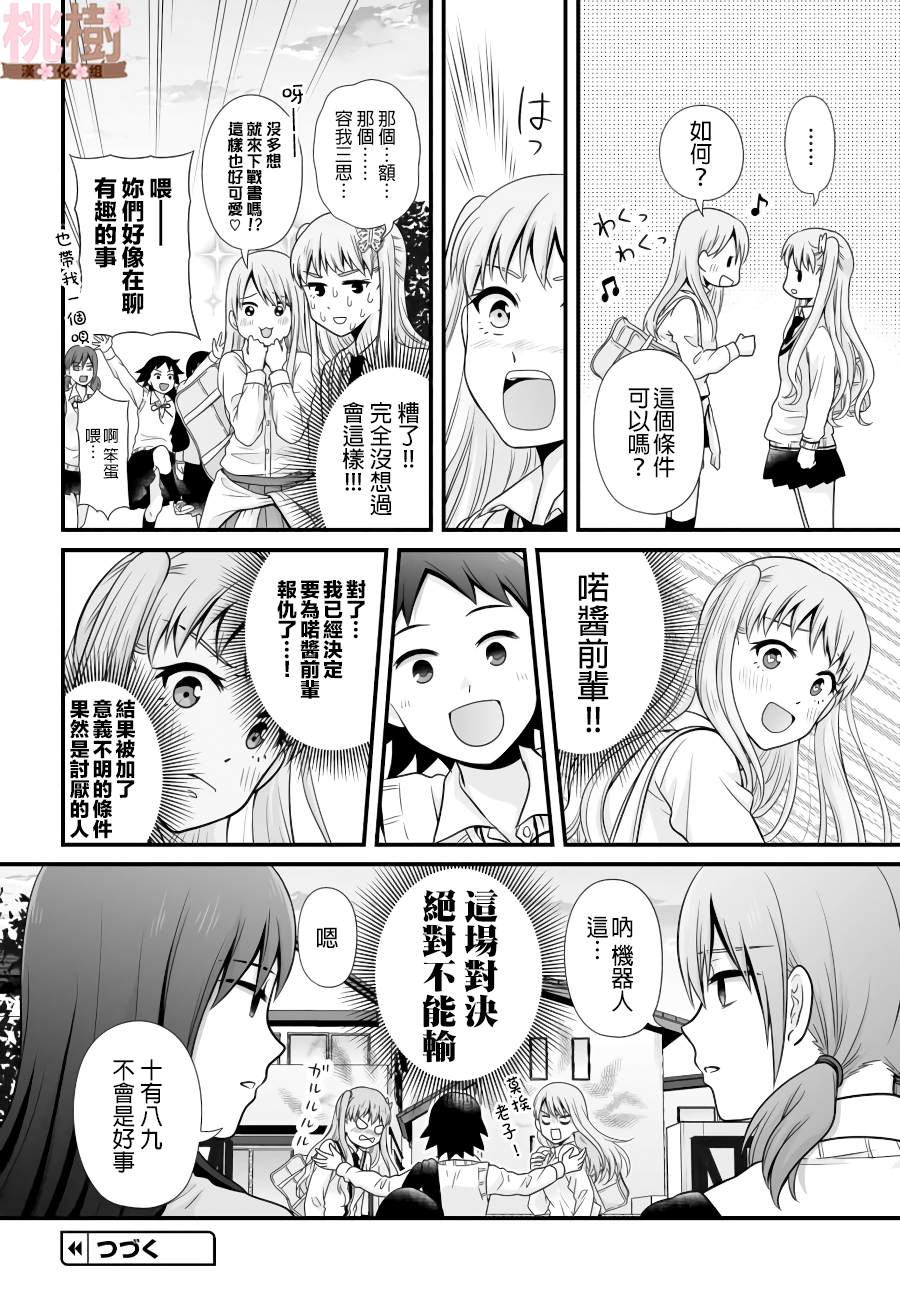 桃樹
漢化組
……
如何？
わくっ
わくっ
這個條件
可以嗎？
はっ
那個…額…
那個……
容我三思…
呀——
沒多想
就來下戰書嗎!?
這樣也好可愛♡
喂——
妳們好像在聊
有趣的事
也帶我一個唄
啊 笨蛋
喂…
糟了!!
完全沒想過
會這樣!!!
喏醬前輩!!
對了…
我已經決定
要為喏醬前輩
報仇了…！
結果被加了
意義不明的條件
果然是討厭的人
吶 機器人
這…
這場對決
絕對不能輸
嗯
十有八九
不會是好事
莫挨
老子！
ガルルルル
つづく